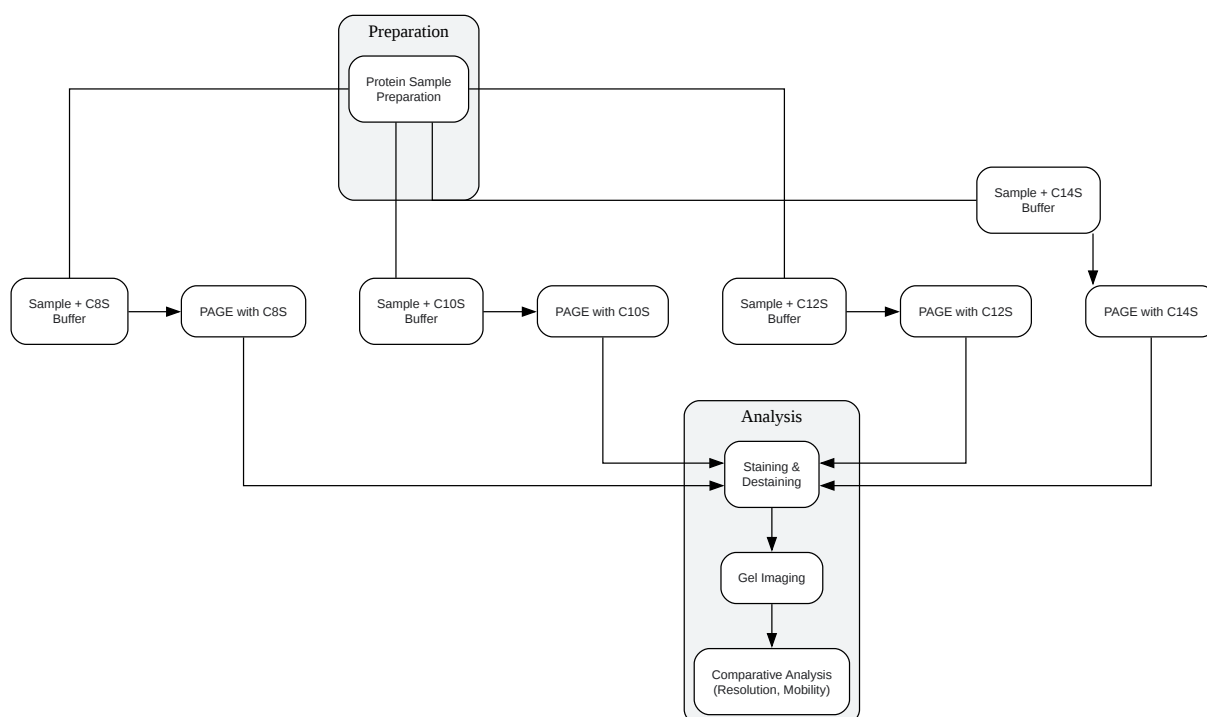 Preparation
Protein Sample
Preparation
Sample + C14S
Buffer
Sample + C8S
Buffer
PAGE with C8S
Sample + C10S
Buffer
PAGE with C10S
Sample + C12S
Buffer
PAGE with C12S
PAGE with C14S
Analysis
Staining &
Destaining
Gel Imaging
Comparative Analysis
(Resolution, Mobility)